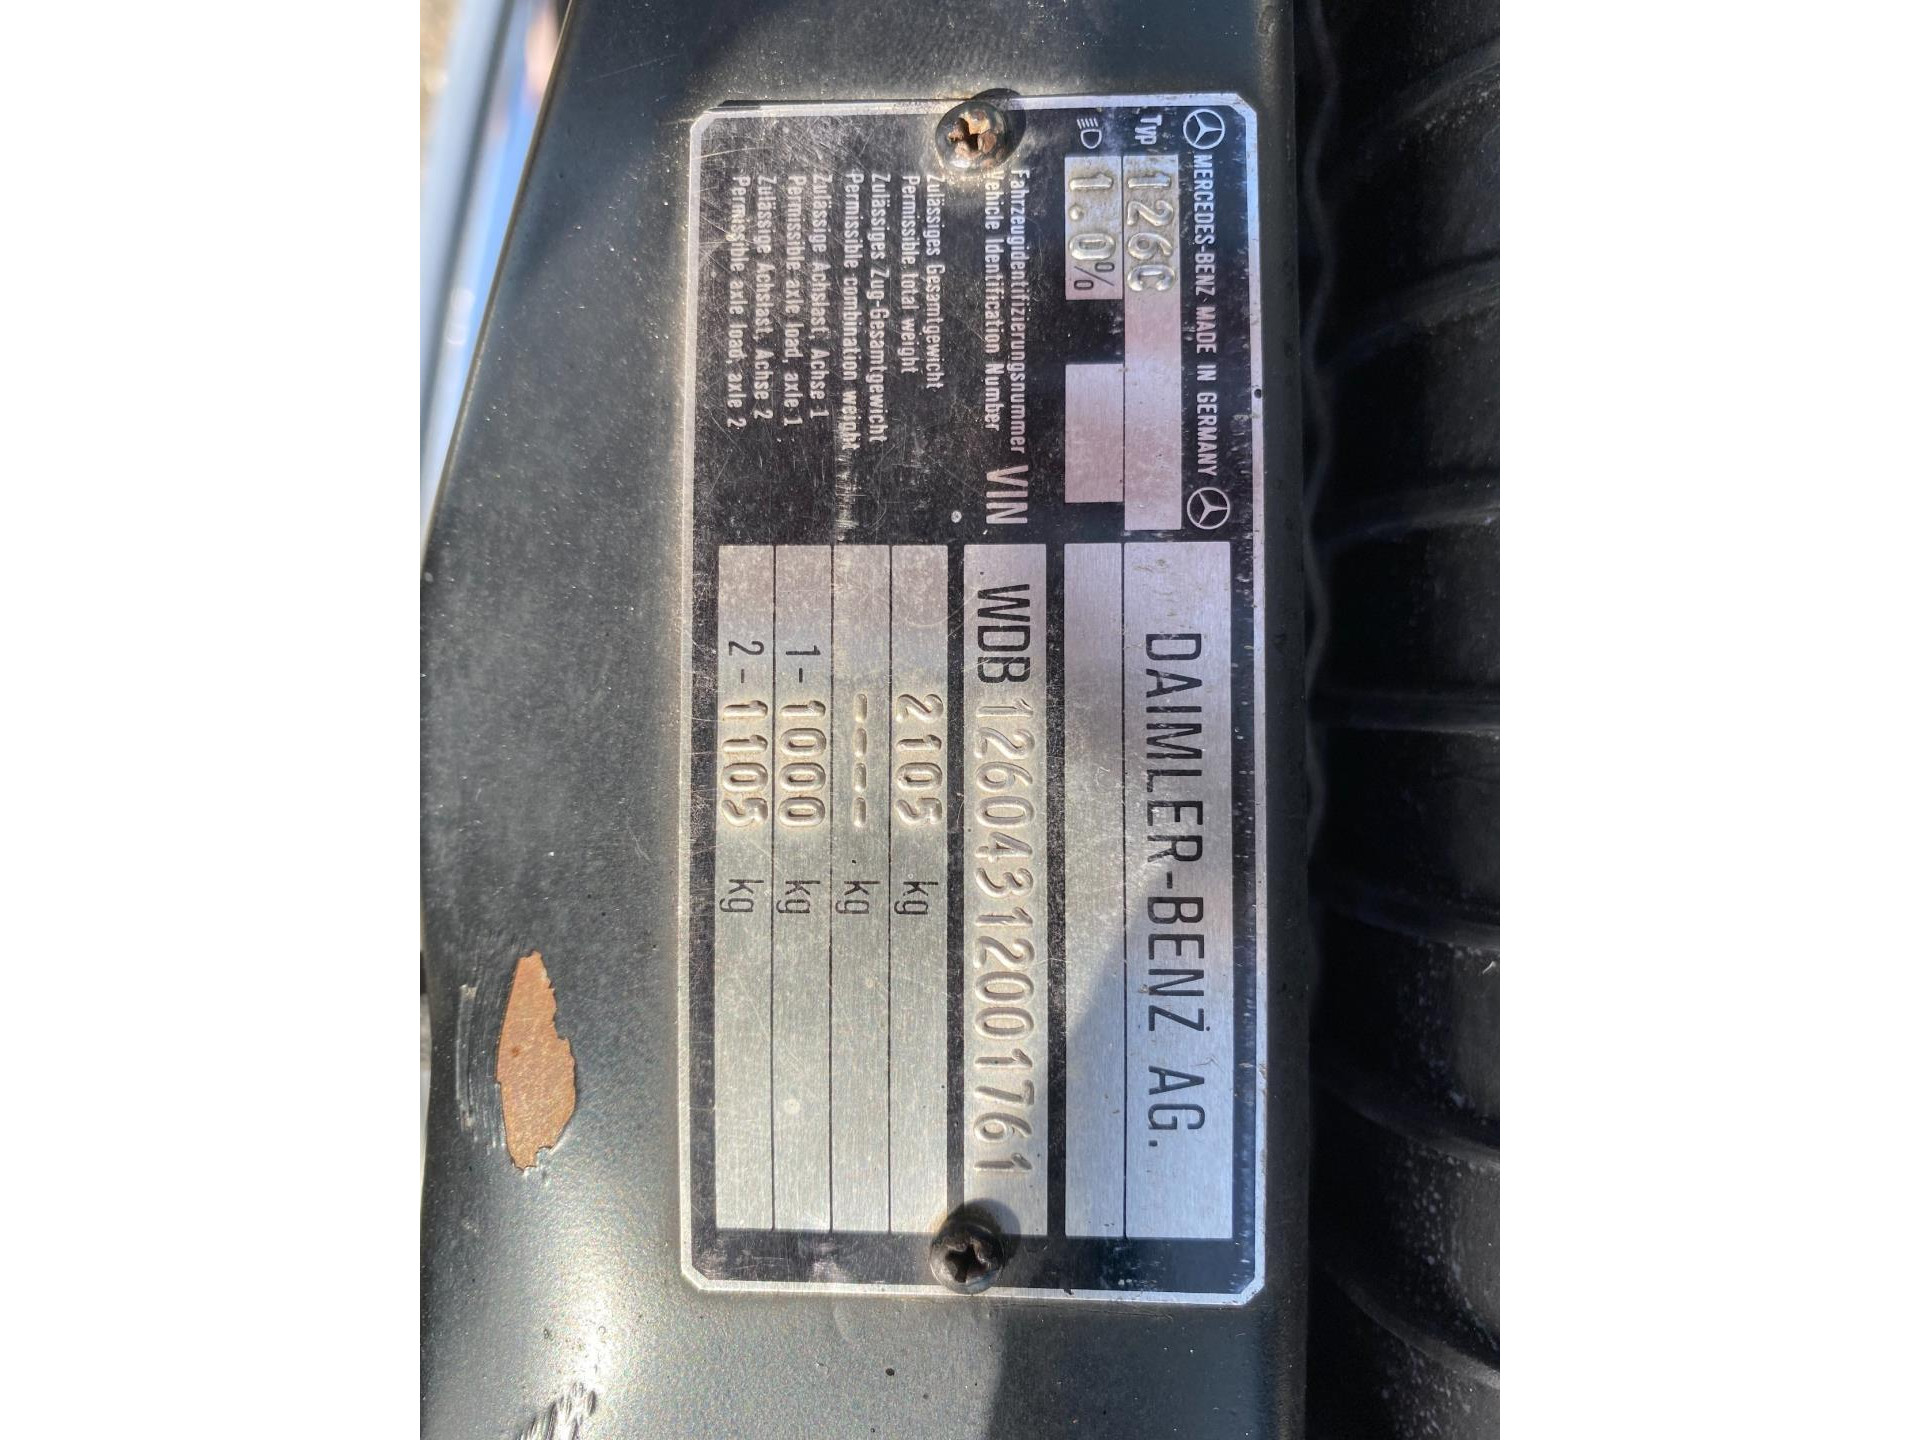 MERCEDES-BENZ MADE IN GERMANY
DAIMLER-BENZ AG.
Typ 126C
1.0%
Fahrzeugidentifizierungsnummer
Vehicle Identification Number
VIN
WDB 12604312001761
Zulässiges Gesamtgewicht
Permissible total weight
2105 kg
Zulässiges Zug-Gesamtgewicht
Permissible combination weight
---- kg
Zulässige Achslast, Achse 1
Permissible axle load, axle 1
1- 1000 kg
Zulässige Achslast, Achse 2
Permissible axle load, axle 2
2- 1105 kg